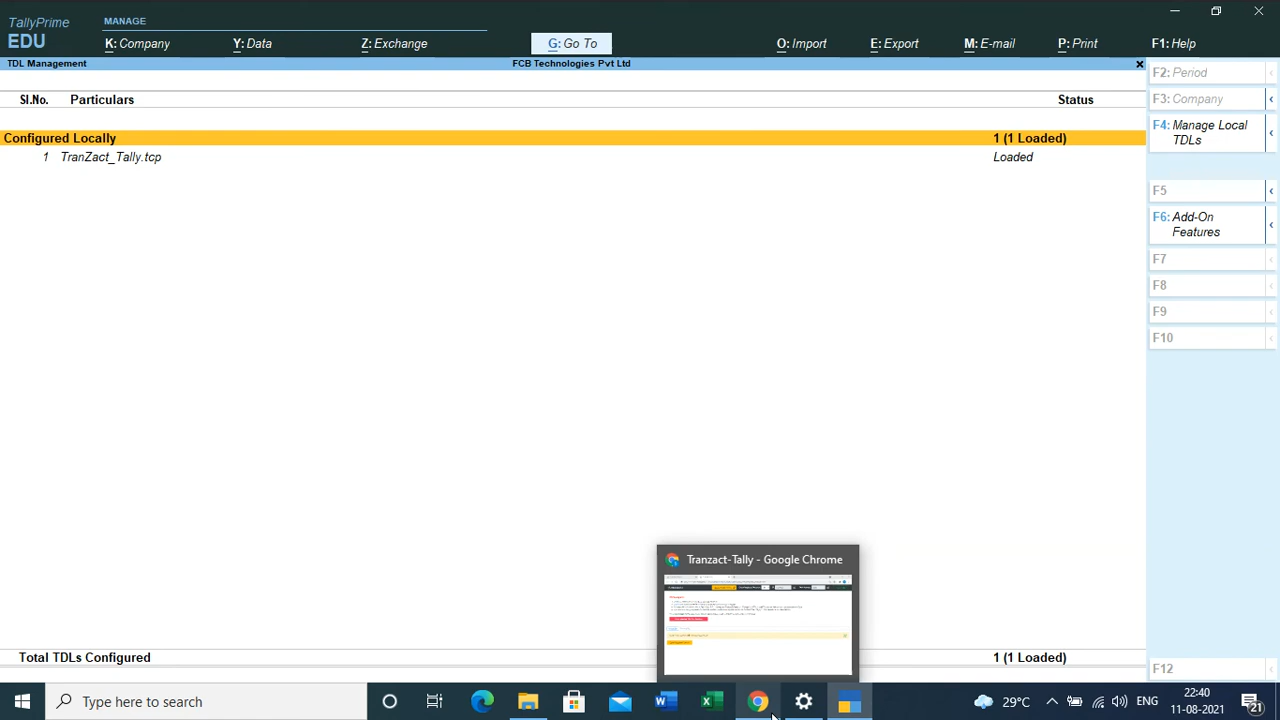 TallyPrime
EDU
MANAGE
K: Company
Y: Data
Z: Exchange
G: Go To
O: Import
E: Export
M: E-mail
P: Print
F1: Help
TDL Management
FCB Technologies Pvt Ltd
Sl.No.
Particulars
Status
Configured Locally
1 (1 Loaded)
1
TranZact_Tally.tcp
Loaded
F2: Period
F3: Company
F4: Manage Local
TDLs
F5
F6: Add-On
Features
F7
F8
F9
F10
F12
Tranzact-Tally - Google Chrome
Total TDLs Configured
1 (1 Loaded)
Type here to search
29°C
ENG
22:40
11-08-2021
21